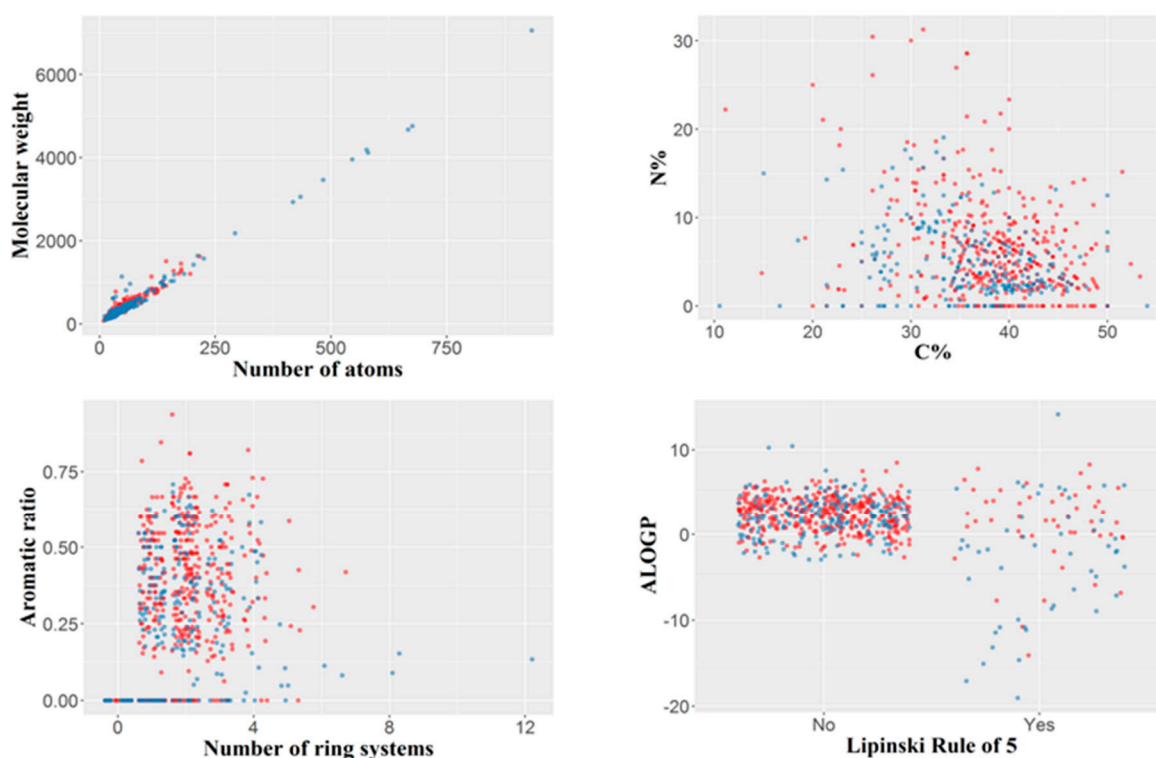 Molecular weight
6000
4000
2000
0
0 250 500 750
Number of atoms
N%
30
20
10
0
10 20 30 40 50
C%
Aromatic ratio
0.75
0.50
0.25
0.00
0 4 8 12
Number of ring systems
ALOGP
10
0
-10
-20
No Yes
Lipinski Rule of 5